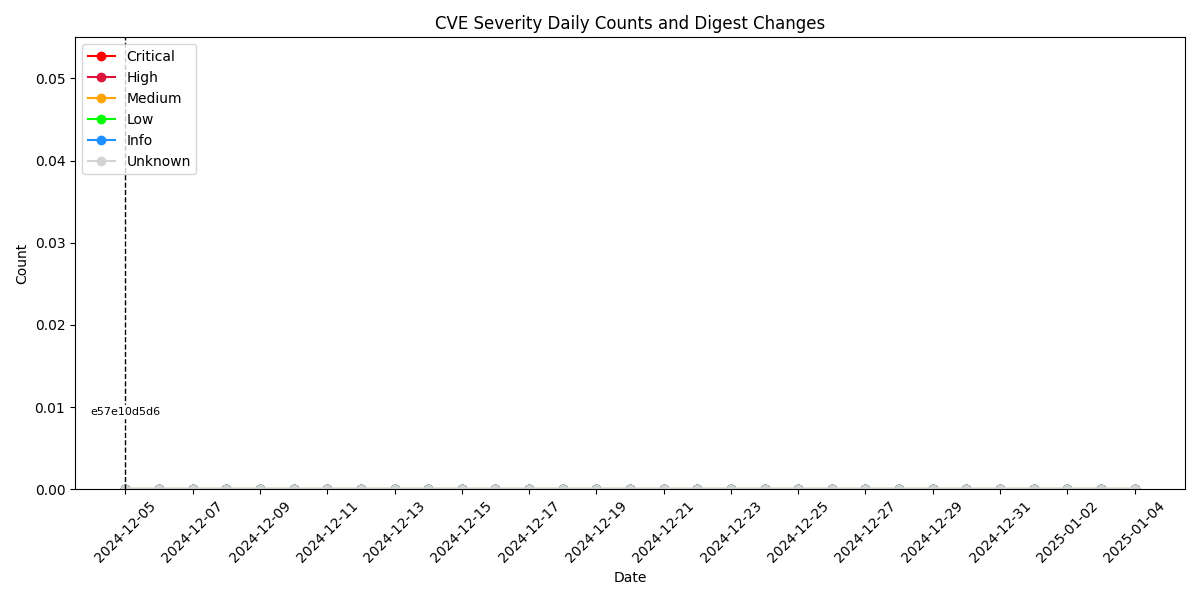 CVE Severity Daily Counts and Digest Changes
Critical
High
Medium
Low
Info
Unknown
0.05
0.04
0.03
0.02
0.01
0.00
Count
e57e10d5d6
2024-12-05
2024-12-07
2024-12-09
2024-12-11
2024-12-13
2024-12-15
2024-12-17
2024-12-19
2024-12-21
2024-12-23
2024-12-25
2024-12-27
2024-12-29
2024-12-31
2025-01-02
2025-01-04
Date